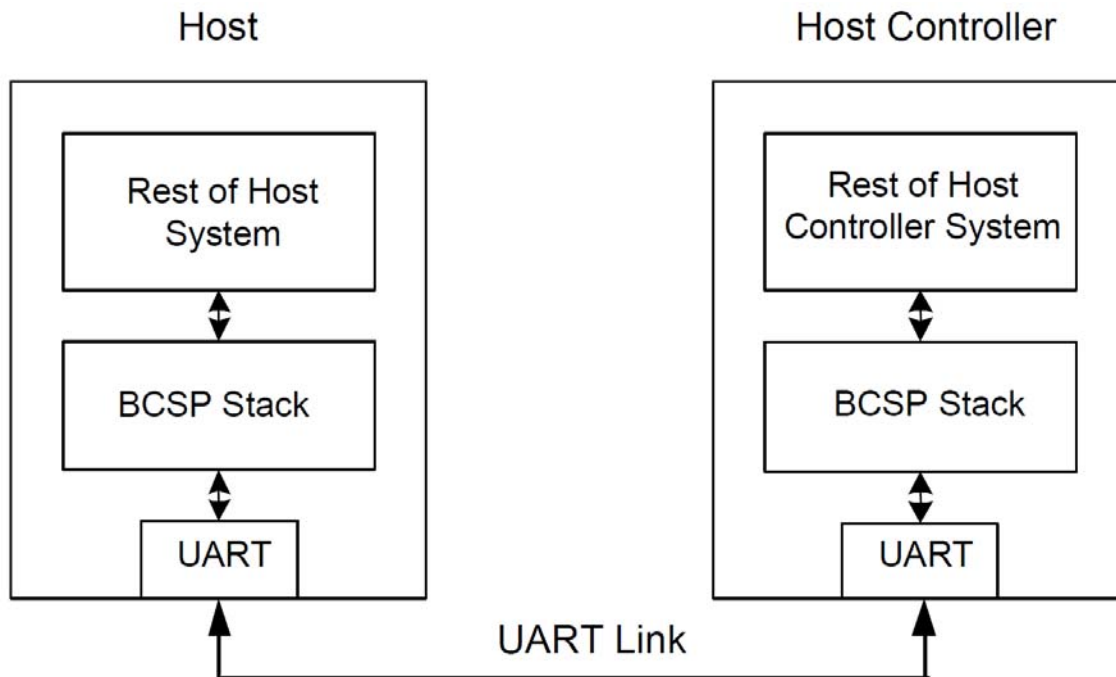 Host
Host Controller
Rest of Host
System
Rest of Host
Controller System
BCSP Stack
BCSP Stack
UART
UART
UART Link